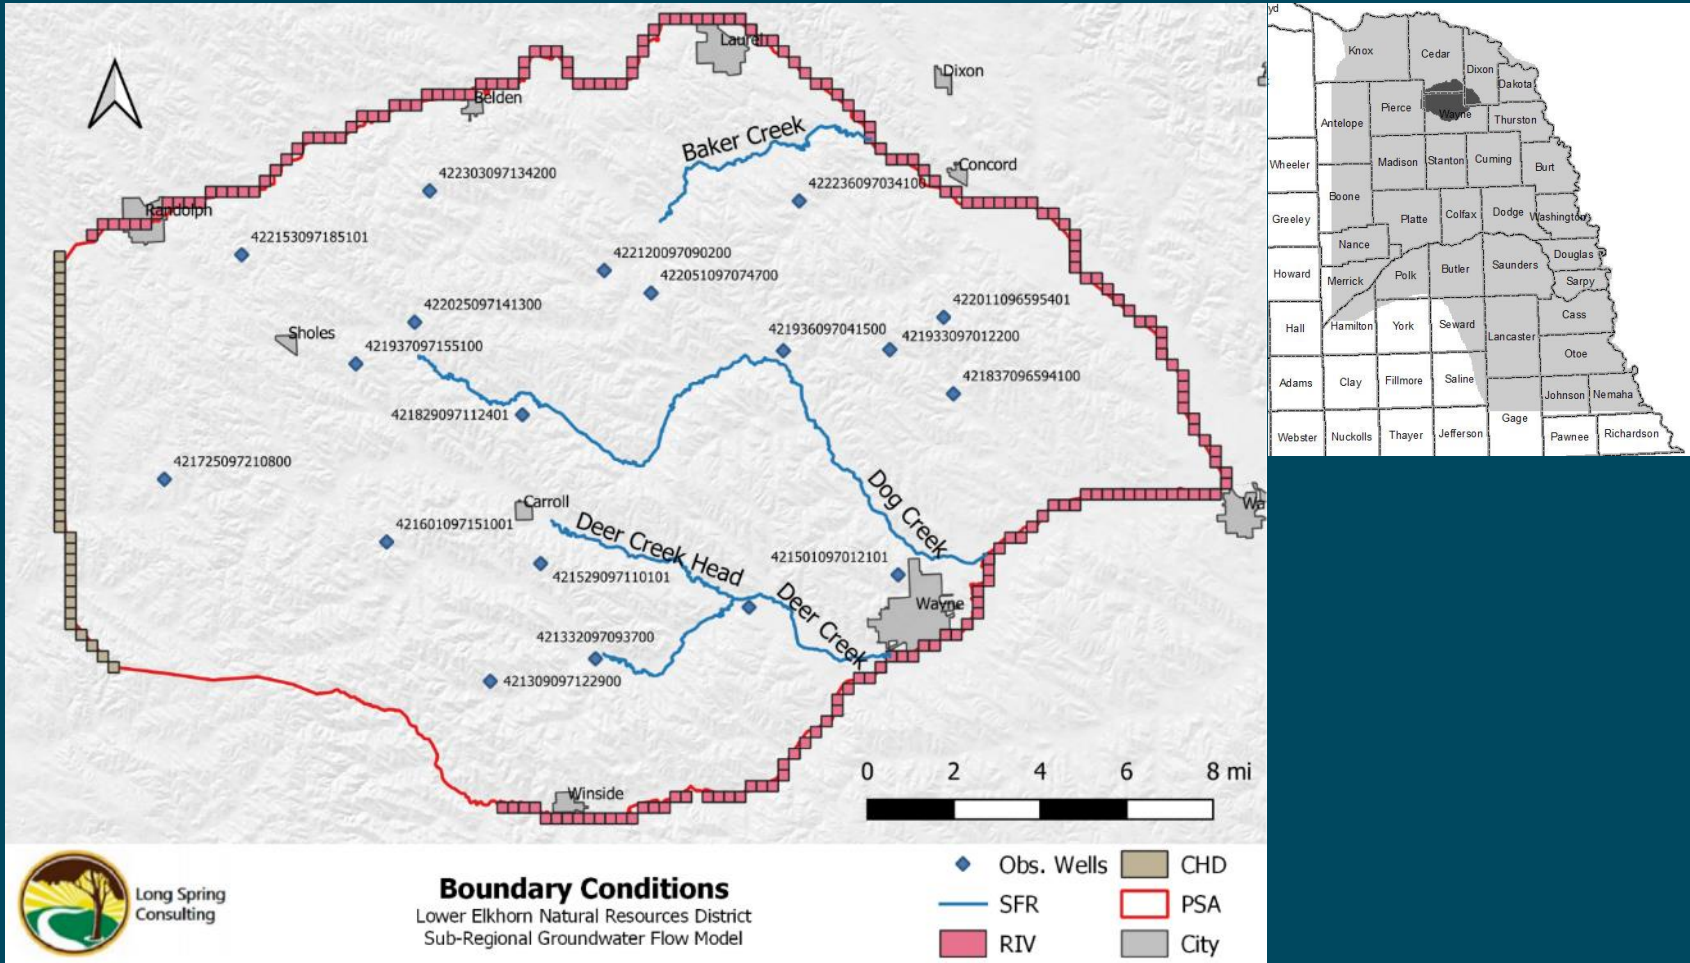 Laurel
Dixon
Belden
Baker Creek
Concord
422303097134200
422236097034100
Randolph
422153097185101
422120097090200
422051097074700
422025097141300
422011096595401
Sholes
421936097041500
421933097012200
421937097155100
421837096594100
421829097112401
421725097210800
Carroll
Dog Creek
Wa
421601097151001
Deer Creek Head
421501097012101
421529097110101
Deer Creek
Wayne
421332097093700
421309097122900
Winside
0 2 4 6 8 mi
Long Spring
Consulting
Boundary Conditions
Lower Elkhorn Natural Resources District
Sub-Regional Groundwater Flow Model
Obs. Wells
SFR
RIV
CHD
PSA
City
yd
Knox
Cedar
Dixon
Dakota
Pierce
Wayne
Thurston
Antelope
Wheeler
Madison
Stanton
Cuming
Burt
Boone
Greeley
Platte
Colfax
Dodge
Washington
Nance
Howard
Merrick
Polk
Butler
Saunders
Douglas
Sarpy
Hall
Hamilton
York
Seward
Lancaster
Cass
Otoe
Adams
Clay
Fillmore
Saline
Johnson
Nemaha
Gage
Webster
Nuckolls
Thayer
Jefferson
Pawnee
Richardson